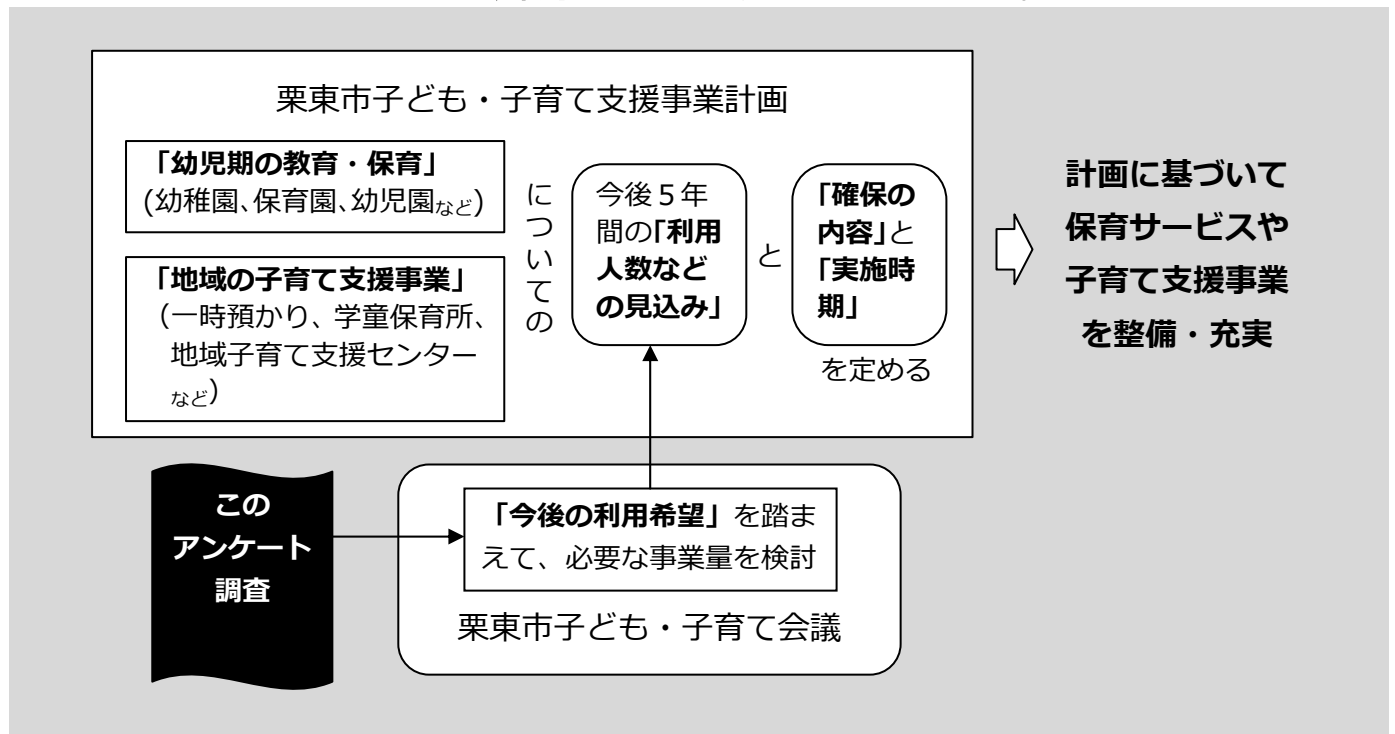 栗東市子ども・子育て支援事業計画
「幼児期の教育・保育」
(幼稚園、保育園、幼児園など)
「地域の子育て支援事業」
（一時預かり、学童保育所、
地域子育て支援センター
など)
についての
今後５年
間の「利用
人数など
の見込み」
と
「確保の
内容」と
「実施時
期」
を定める
計画に基づいて
保育サービスや
子育て支援事業
を整備・充実
この
アンケート
調査
「今後の利用希望」を踏ま
えて、必要な事業量を検討
栗東市子ども・子育て会議